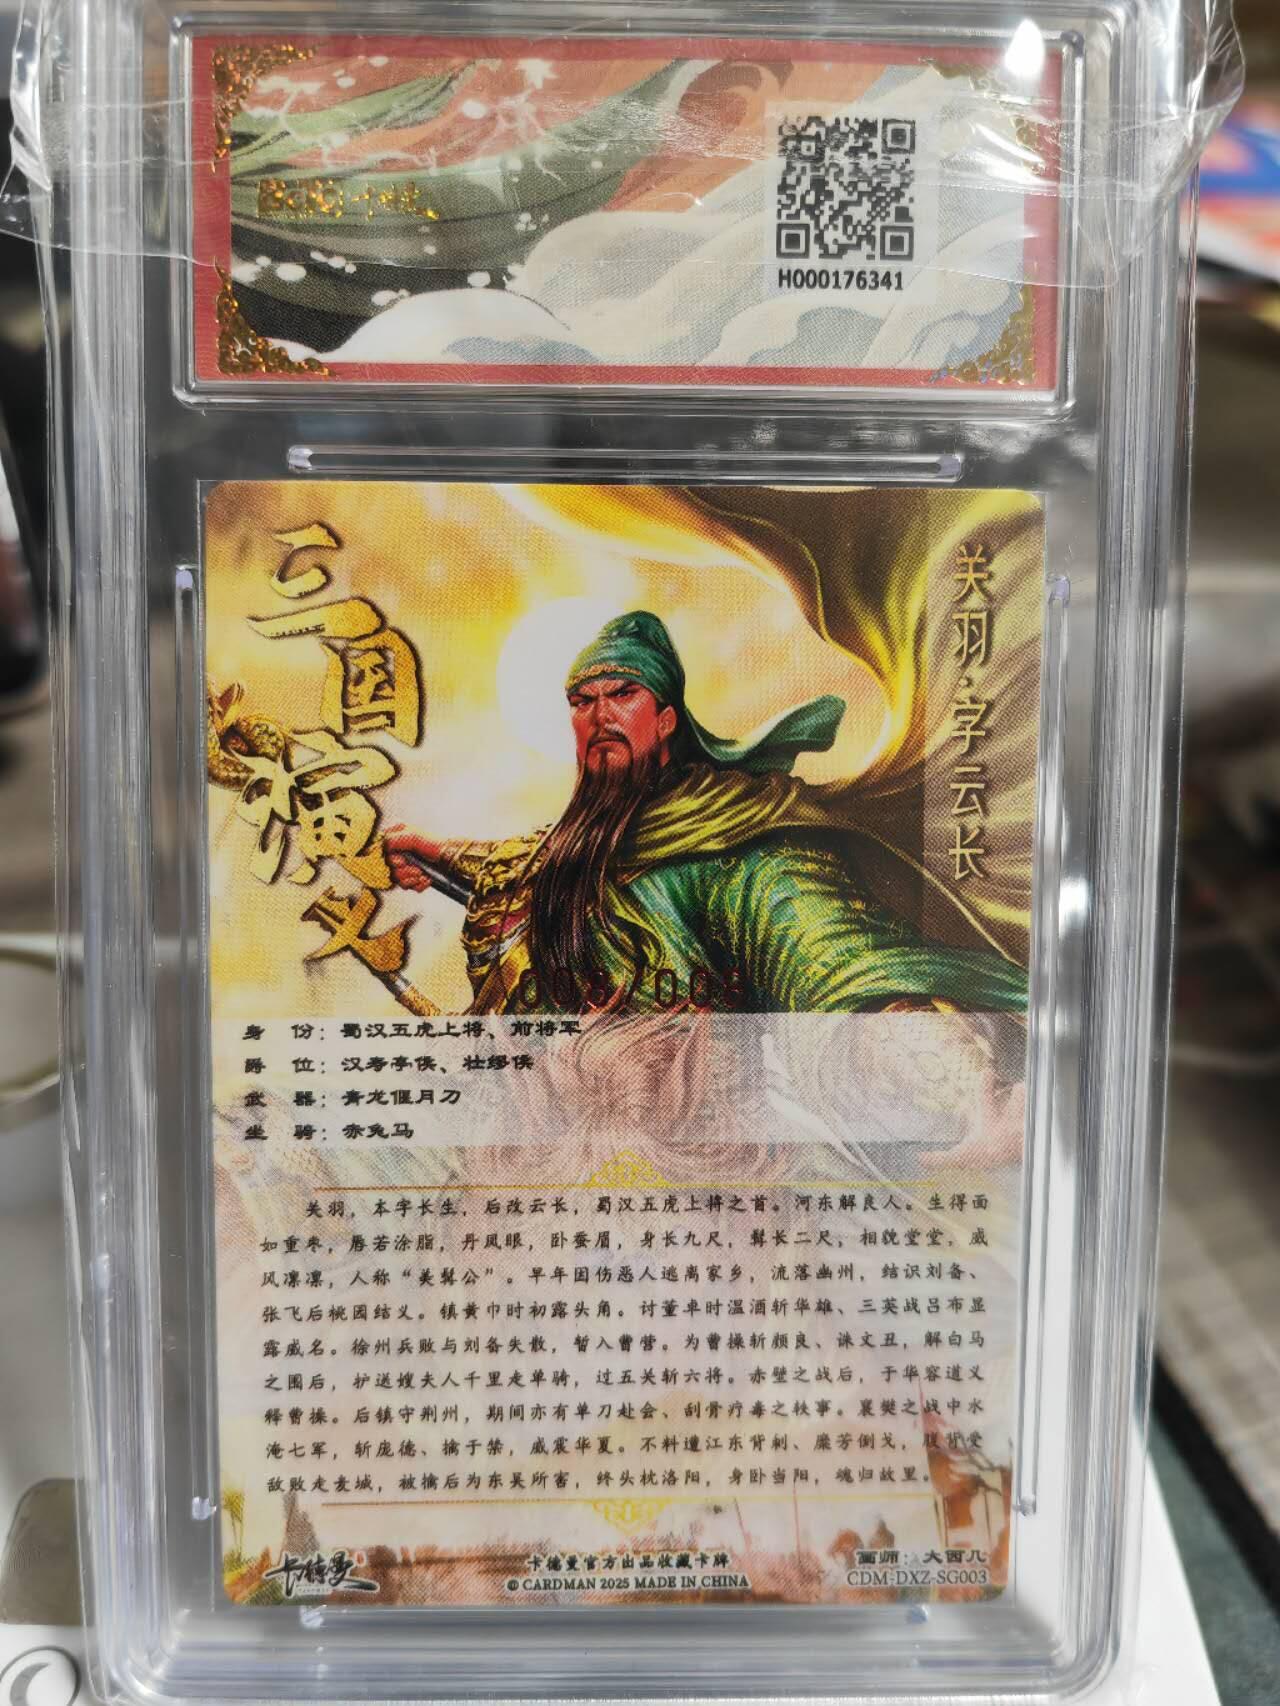 H000176341
三国演义
关羽·字云长
003/009
身 份：蜀汉五虎上将、前将军
爵 位：汉寿亭侯、壮缪侯
武 器：青龙偃月刀
坐 骑：赤兔马
关羽，本字长生，后改云长，蜀汉五虎上将之首。河东解良人。生得面
如重枣，唇若涂脂，丹凤眼，卧蚕眉，身长九尺，髯长二尺，相貌堂堂，威
风凛凛，人称“美髯公”。早年因伤恶人逃离家乡，流落幽州，结识刘备、
张飞后桃园结义。镇黄巾时初露头角。讨董卓时温酒斩华雄、三英战吕布显
露威名。徐州兵败与刘备失散，暂入曹营。为曹操斩颜良、诛文丑，解白马
之围后，护送嫂夫人千里走单骑，过五关斩六将。赤壁之战后，于华容道义
释曹操。后镇守荆州，期间亦有单刀赴会、刮骨疗毒之轶事。襄樊之战中水
淹七军，斩庞德、擒于禁，威震华夏。不料遭江东背刺、糜芳倒戈，腹背受
敌败走麦城，被擒后为东吴所害，终头枕洛阳，身卧当阳，魂归故里。
卡德曼
卡德曼官方出品收藏卡牌
© CARDMAN 2025 MADE IN CHINA
画师：大西几
CDM-DXZ-SG003